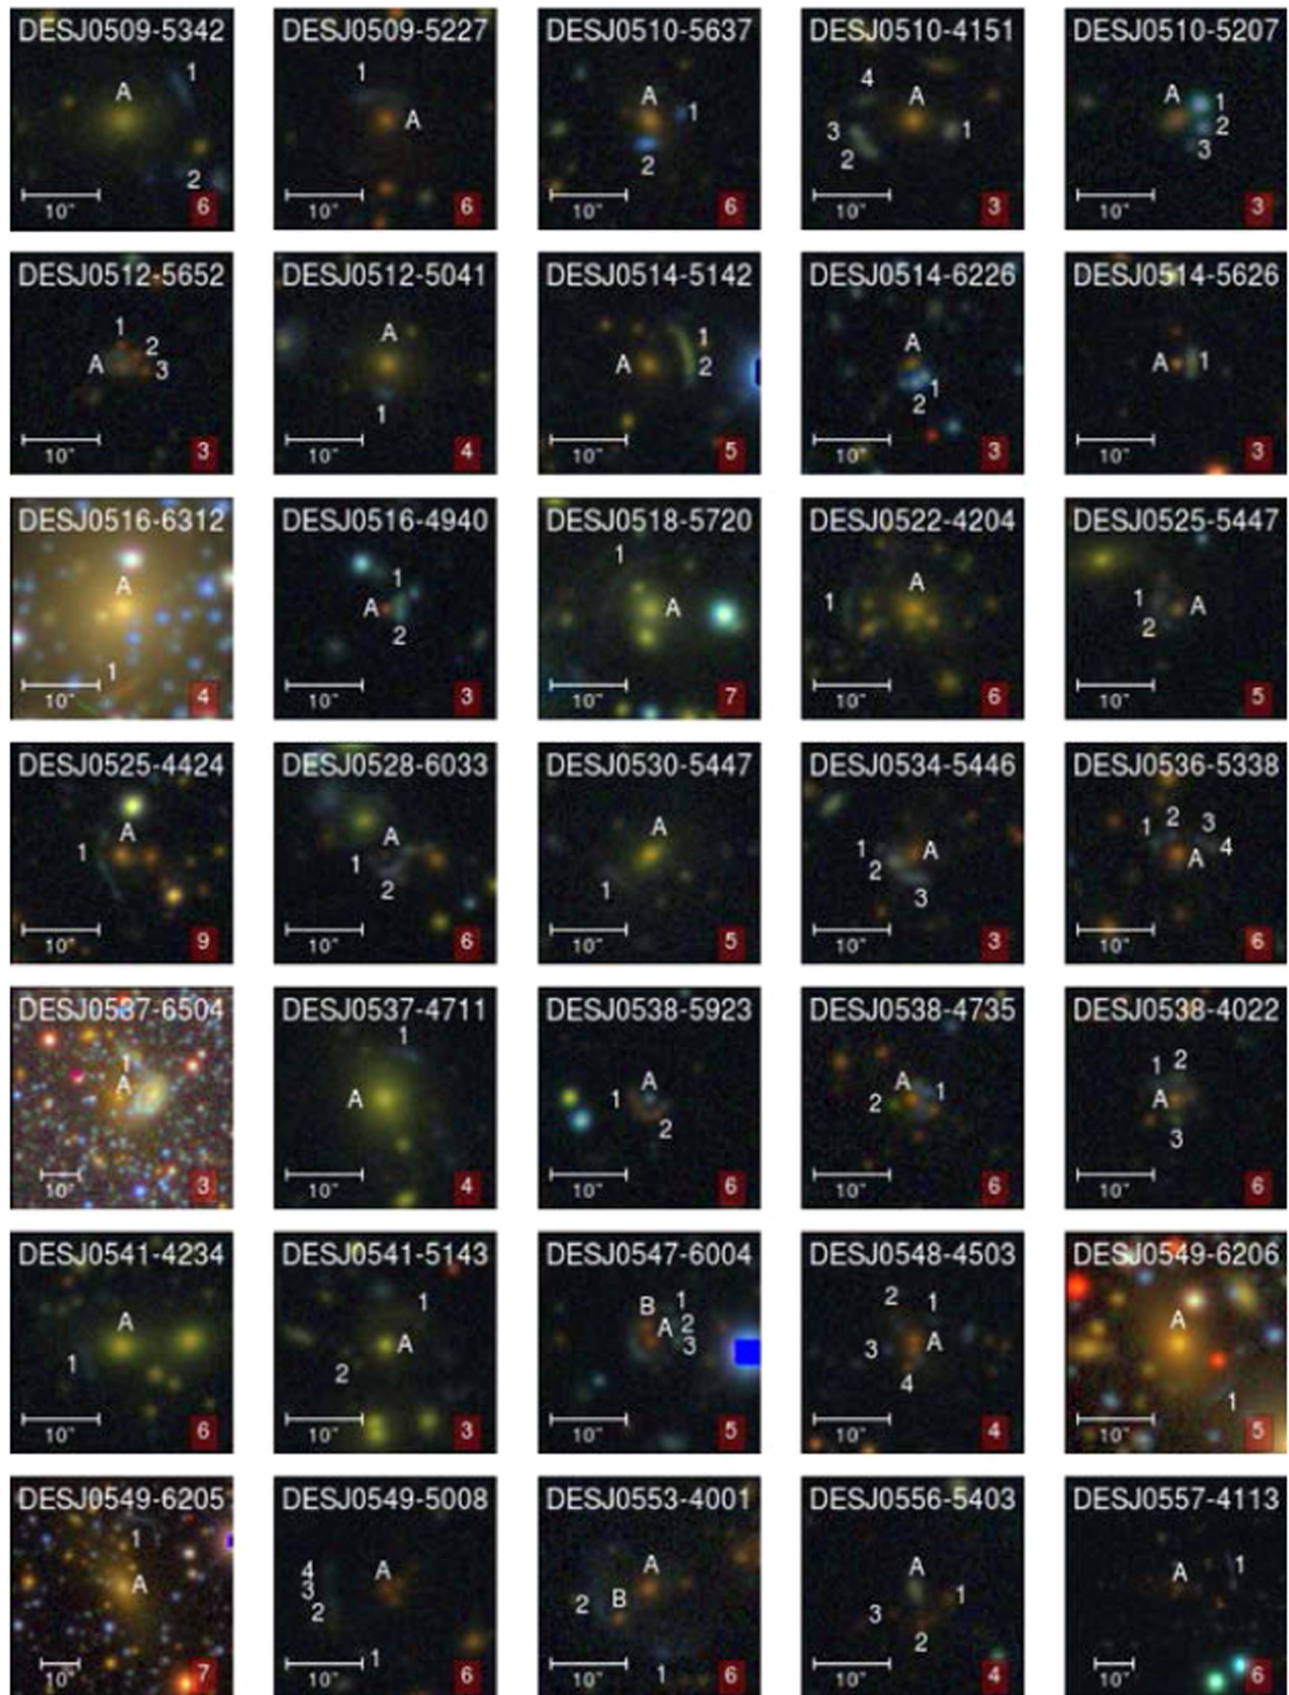 DESJ0509-5342
1
A
2
10"
6
DESJ0509-5227
1
A
10"
6
DESJ0510-5637
A
1
2
10"
6
DESJ0510-4151
4
A
3
1
2
10"
3
DESJ0510-5207
A
1
2
3
10"
3
DESJ0512-5652
1
2
A
3
10"
3
DESJ0512-5041
A
1
10"
4
DESJ0514-5142
1
A
2
10"
5
DESJ0514-6226
A
1
2
10"
3
DESJ0514-5626
A
1
10"
3
DESJ0516-6312
A
1
10"
4
DESJ0516-4940
1
A
2
10"
3
DESJ0518-5720
1
A
10"
7
DESJ0522-4204
A
1
10"
6
DESJ0525-5447
1
A
2
10"
5
DESJ0525-4424
A
1
10"
9
DESJ0528-6033
A
1
2
10"
6
DESJ0530-5447
A
1
10"
5
DESJ0534-5446
1
A
2
3
10"
3
DESJ0536-5338
2
3
1
4
A
10"
6
DESJ0537-6504
1
A
10"
3
DESJ0537-4711
1
A
10"
4
DESJ0538-5923
A
1
2
10"
6
DESJ0538-4735
A
1
2
10"
6
DESJ0538-4022
1
2
A
3
10"
6
DESJ0541-4234
A
1
10"
6
DESJ0541-5143
1
A
2
10"
3
DESJ0547-6004
B
1
A
2
3
10"
5
DESJ0548-4503
2
1
A
3
4
10"
4
DESJ0549-6206
A
1
10"
5
DESJ0549-6205
1
A
10"
7
DESJ0549-5008
4
A
3
2
1
10"
6
DESJ0553-4001
A
B
2
1
10"
6
DESJ0556-5403
A
1
3
2
10"
4
DESJ0557-4113
1
A
10"
6